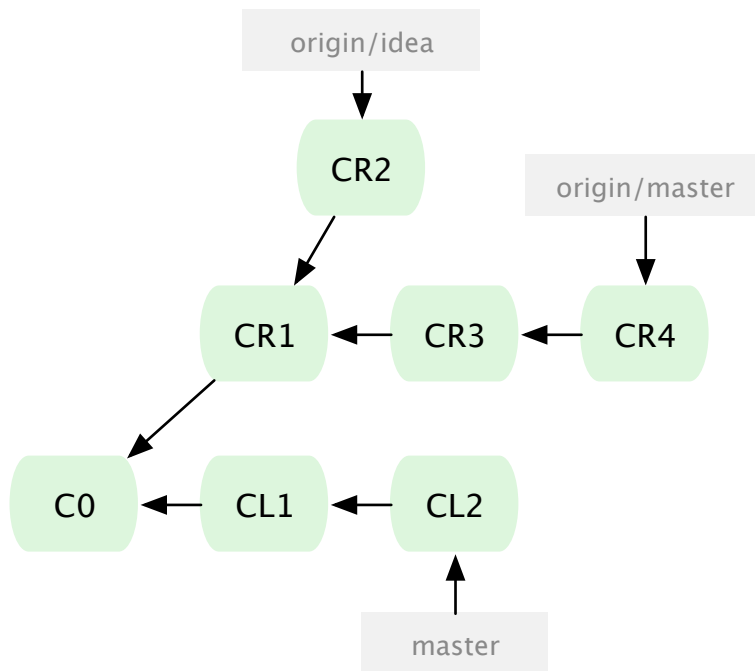 origin/idea
CR2
origin/master
CR1
CR3
CR4
C0
CL1
CL2
master